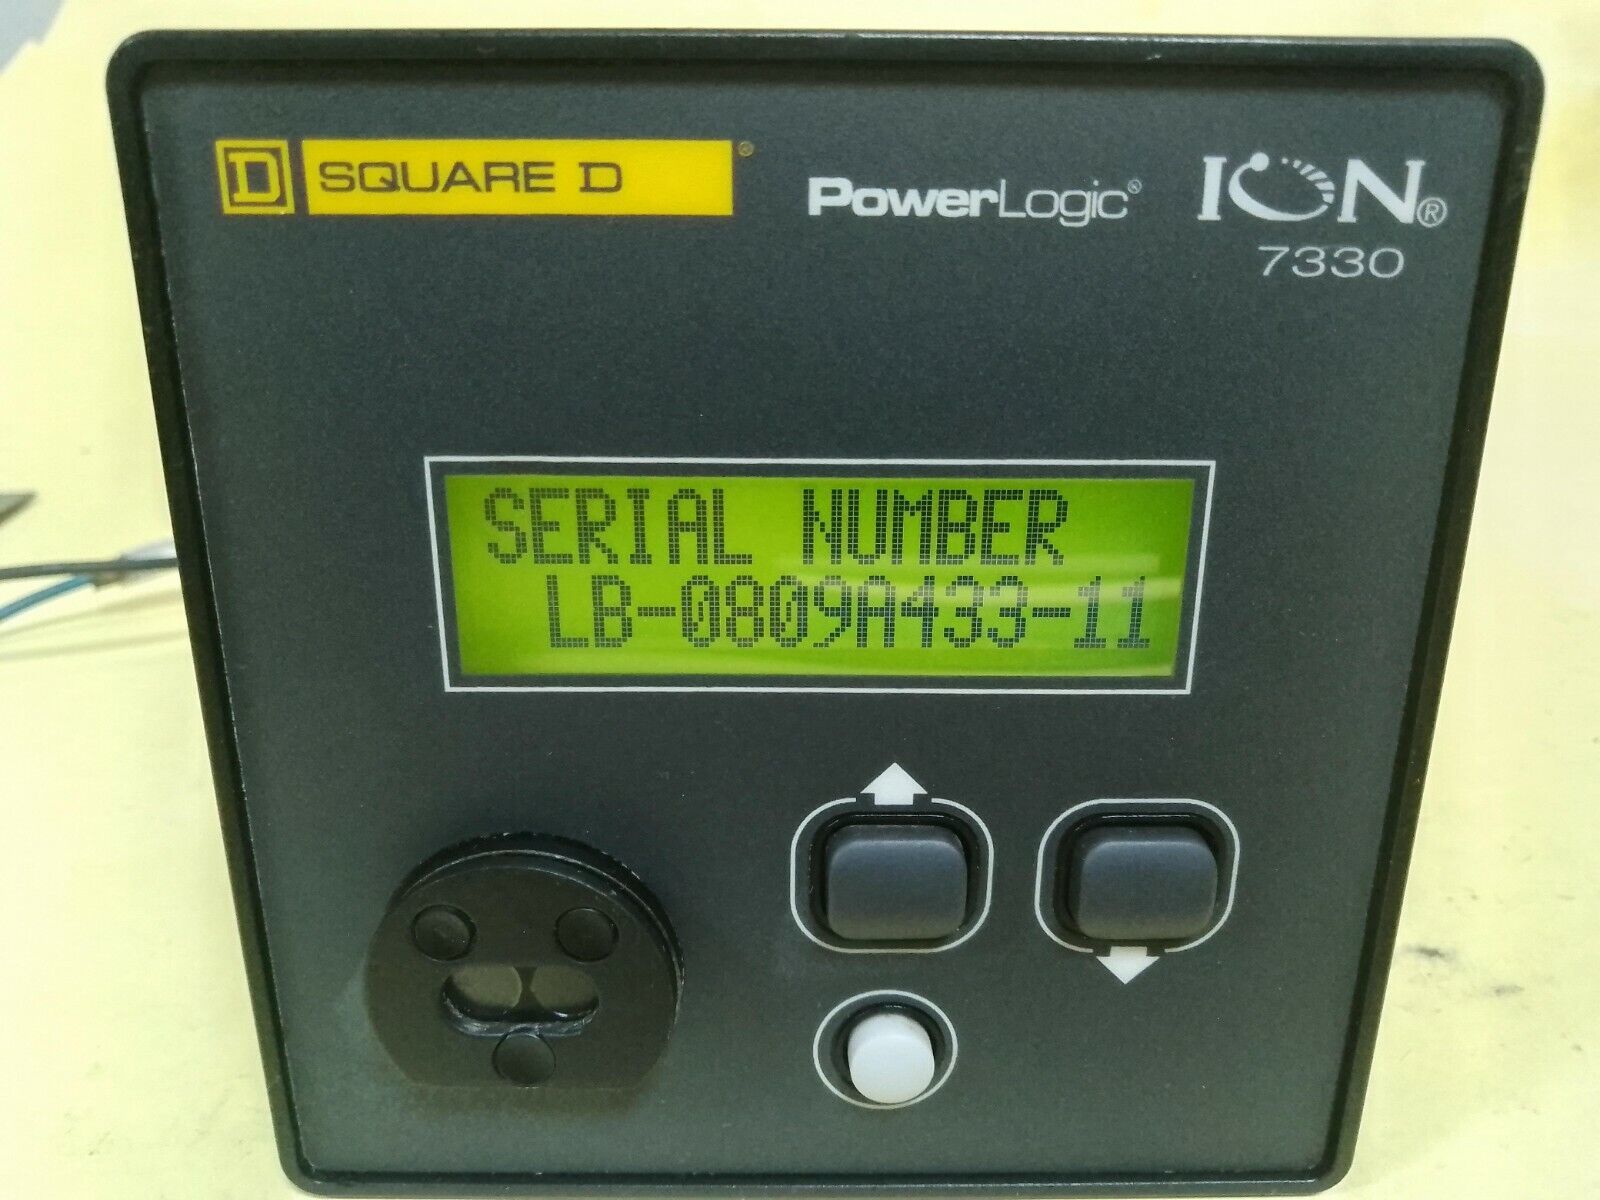 D SQUARE D ®
PowerLogic®
ION®
7330
SERIAL NUMBER
LB-0809A433-11